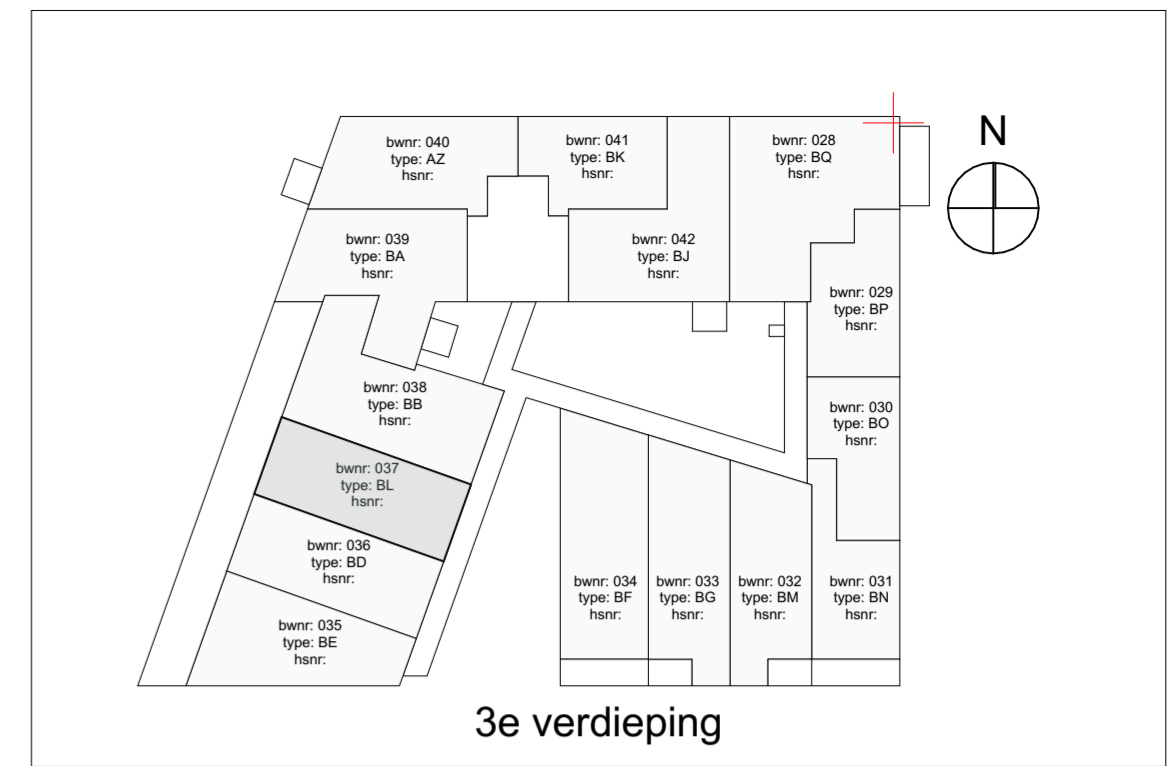 bwnr: 040
type: AZ
hsnr:
bwnr: 041
type: BK
hsnr:
bwnr: 028
type: BQ
hsnr:
N
bwnr: 039
type: BA
hsnr:
bwnr: 042
type: BJ
hsnr:
bwnr: 029
type: BP
hsnr:
bwnr: 038
type: BB
hsnr:
bwnr: 030
type: BO
hsnr:
bwnr: 037
type: BL
hsnr:
bwnr: 036
type: BD
hsnr:
bwnr: 034
type: BF
hsnr:
bwnr: 033
type: BG
hsnr:
bwnr: 032
type: BM
hsnr:
bwnr: 031
type: BN
hsnr:
bwnr: 035
type: BE
hsnr:
3e verdieping